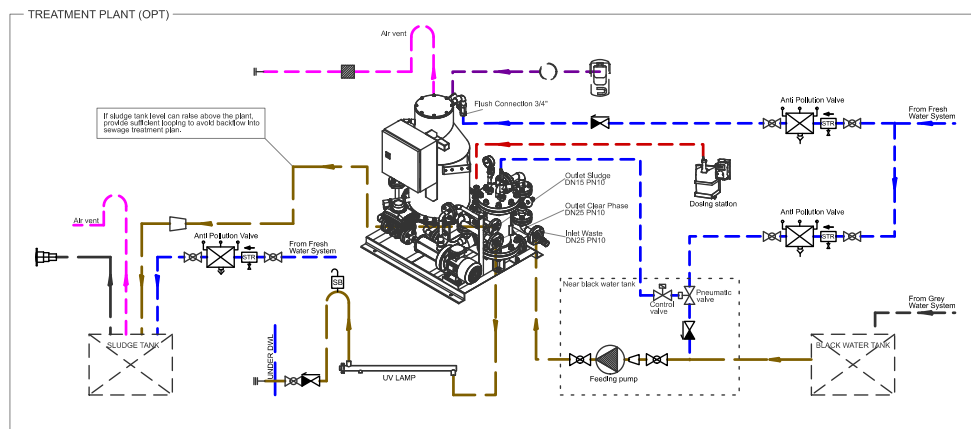 TREATMENT PLANT (OPT)
Air vent
If sludge tank level can raise above the plant,
provide sufficient looping to avoid backflow into
sewage treatment plan.
Flush Connection 3/4"
Anti Pollution Valve
STR
From Fresh
Water System
Outlet Sludge
DN15 PN10
Dosing station
Outlet Clear Phase
DN25 PN10
Inlet Waste
DN25 PN10
Anti Pollution Valve
STR
Air vent
Anti Pollution Valve
STR
From Fresh
Water System
SB
Near black water tank
Control
valve
Pneumatic
valve
From Grey
Water System
SLUDGE TANK
UNDER DWL
UV LAMP
Feeding pump
BLACK WATER TANK